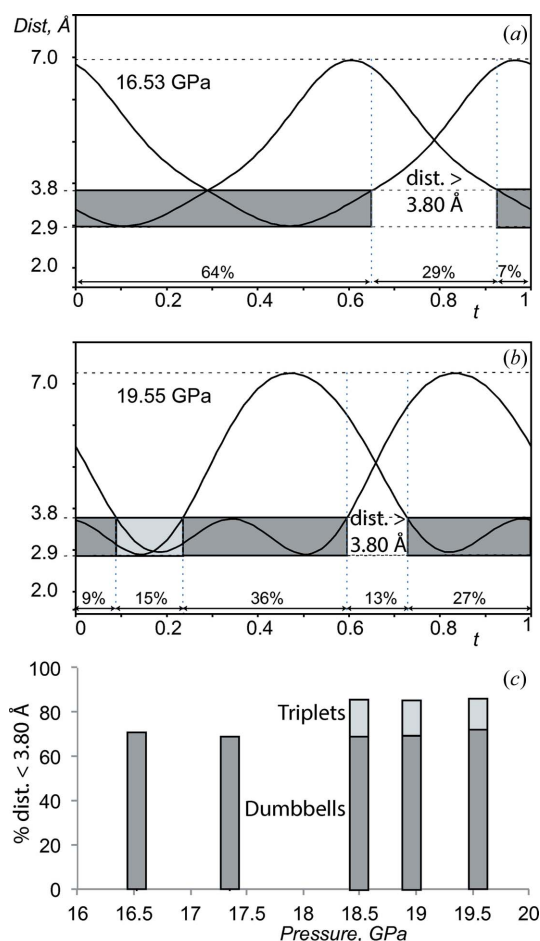 Dist, Å
(a)
7.0
16.53 GPa
3.8
dist. >
3.80 Å
2.9
2.0
64%
29%
7%
0 0.2 0.4 0.6 0.8 1
t
(b)
7.0
19.55 GPa
3.8
dist. >
3.80 Å
2.9
2.0
9% 15% 36% 13% 27%
0 0.2 0.4 0.6 0.8 1
t
(c)
% dist. < 3.80 Å
100
80
60
40
20
0
Triplets
Dumbbells
16 16.5 17 17.5 18 18.5 19 19.5 20
Pressure, GPa